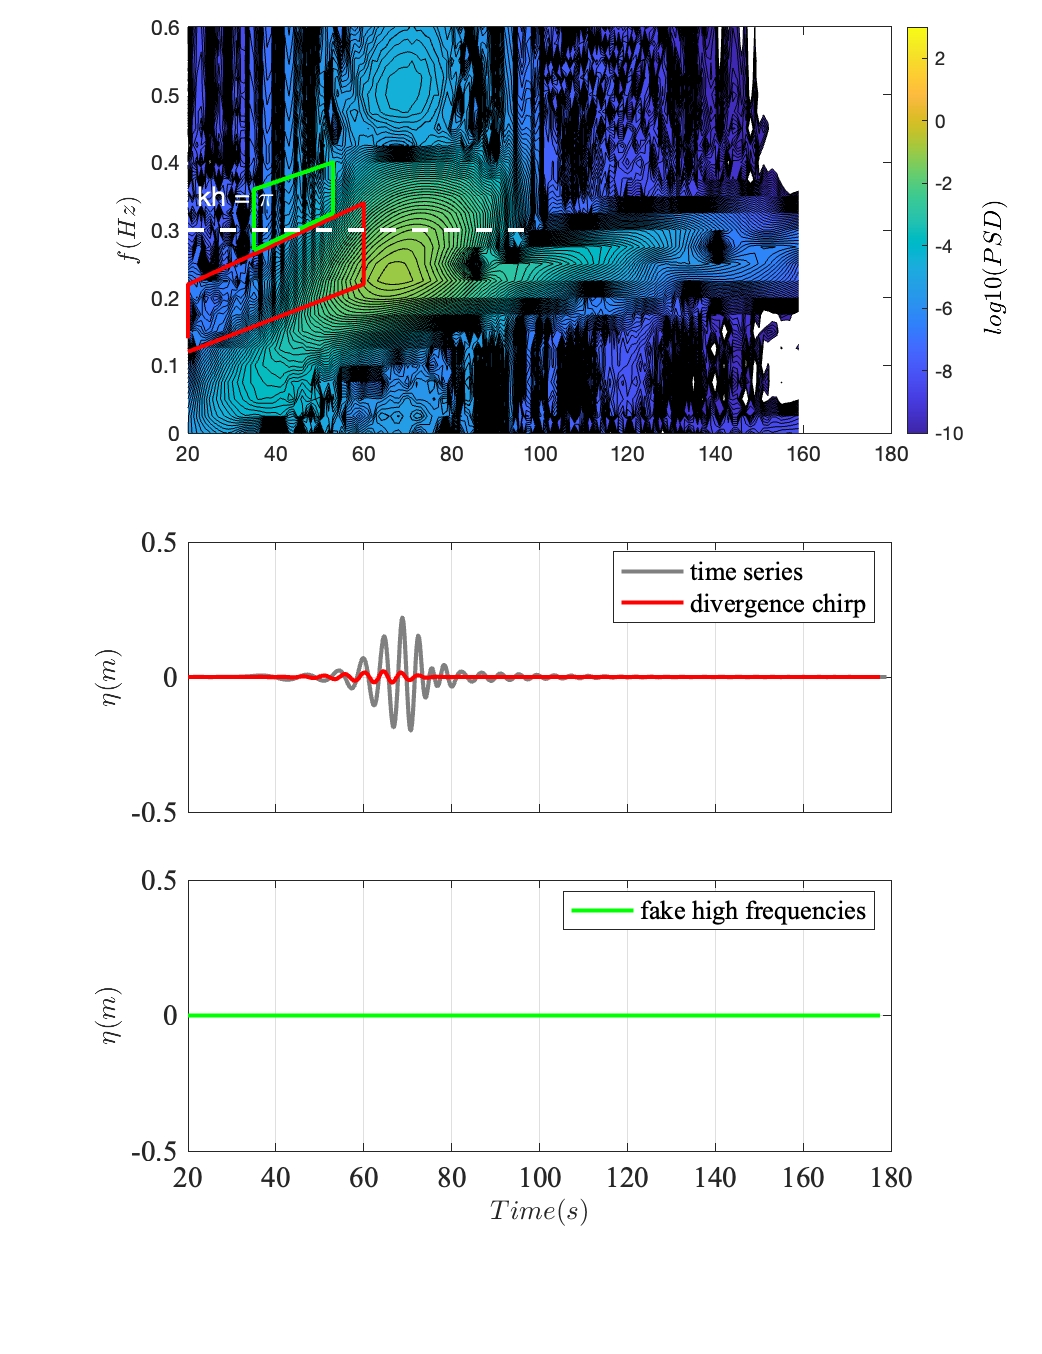 0.6
0.5
0.4
0.3
0.2
0.1
0
f(Hz)
kh = π
20 40 60 80 100 120 140 160 180
2
0
-2
-4
-6
-8
-10
log10(PSD)
0.5
0
-0.5
η(m)
time series
divergence chirp
0.5
0
-0.5
η(m)
fake high frequencies
20 40 60 80 100 120 140 160 180
Time(s)